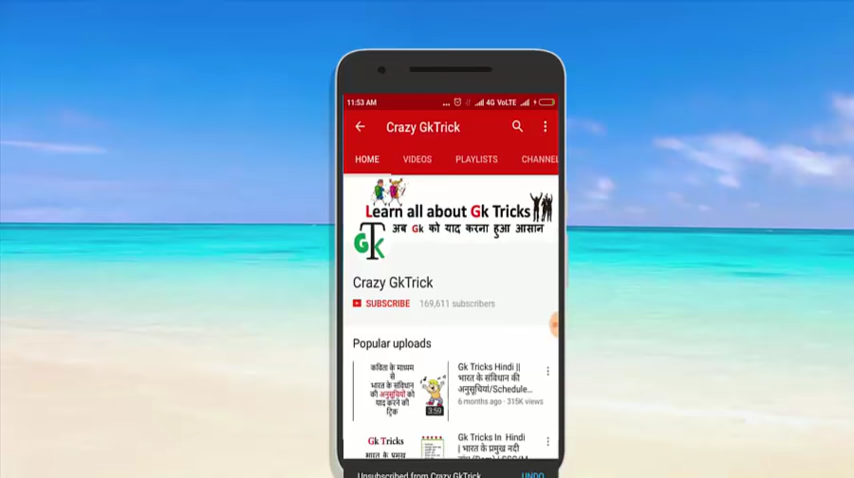 11:53 AM
4G VoLTE
Crazy GkTrick
HOME VIDEOS PLAYLISTS CHANNEL
Learn all about Gk Tricks
अब Gk को याद करना हुआ आसान
GTK
Crazy GkTrick
SUBSCRIBE 169,611 subscribers
Popular uploads
कविता के माध्यम
से
भारत के संविधान
की अनुसूचियों को
याद करने की
ट्रिक
3:59
Gk Tricks Hindi ||
भारत के संविधान की
अनुसूचियां/Schedule...
6 months ago · 315K views
Gk Tricks
भारत के प्रमुख
Gk Tricks In Hindi
| भारत के प्रमुख नदी
Unsubscribed from Crazy GkTrick UNDO